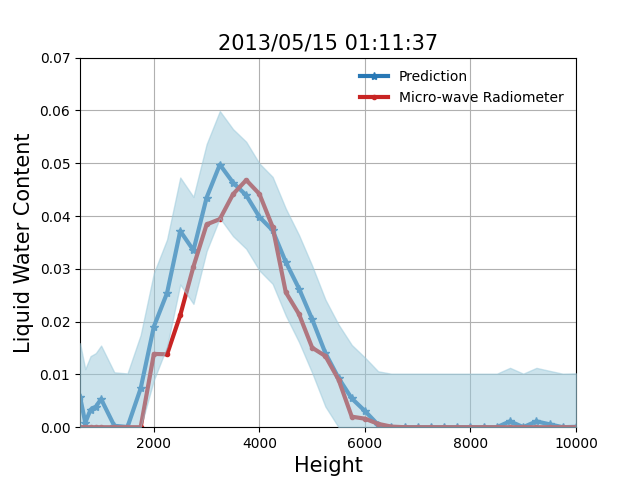 2013/05/15 01:11:37
Prediction
Micro-wave Radiometer
Liquid Water Content
0.07
0.06
0.05
0.04
0.03
0.02
0.01
0.00
2000 4000 6000 8000 10000
Height